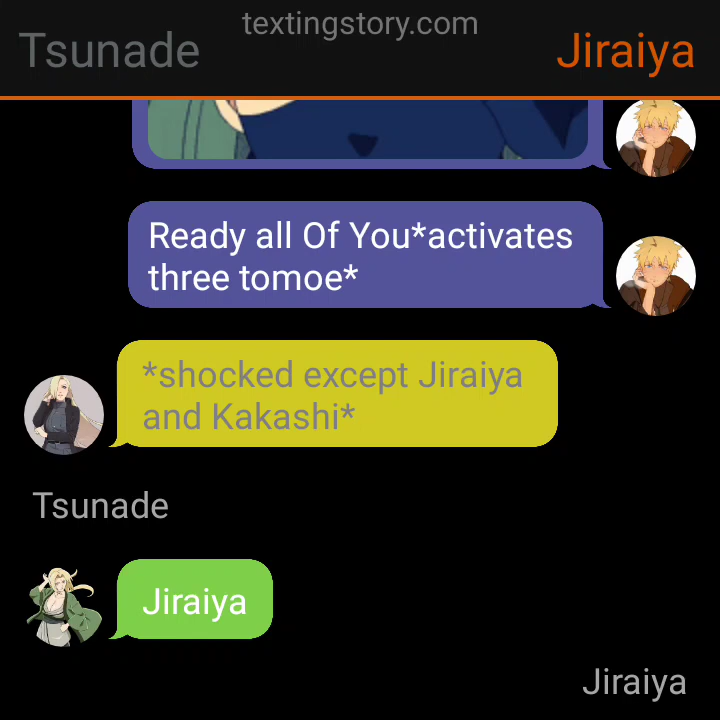 textingstory.com
Tsunade
Jiraiya
Ready all Of You*activates
three tomoe*
*shocked except Jiraiya
and Kakashi*
Tsunade
Jiraiya
Jiraiya